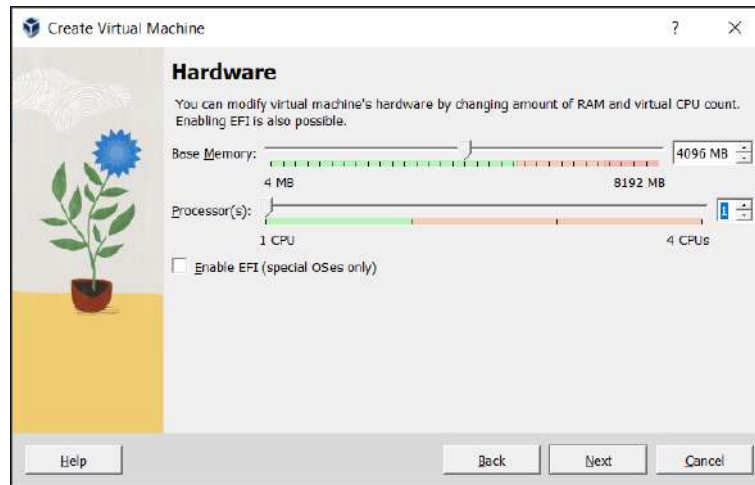 Create Virtual Machine
?
Hardware
You can modify virtual machine's hardware by changing amount of RAM and virtual CPU count.
Enabling EFI is also possible.
Base Memory:
4096 MB
4 MB
8192 MB
Processor(s):
1
1 CPU
4 CPUs
Enable EFI (special OSes only)
Help
Back
Next
Cancel